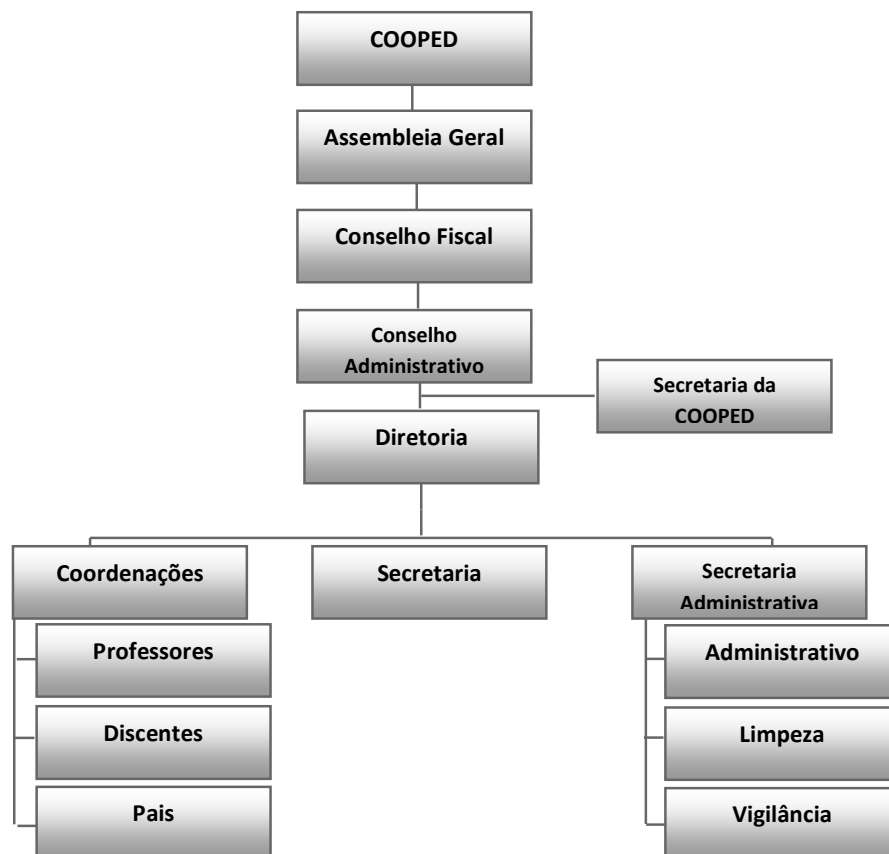 COOPED
Assembleia Geral
Conselho Fiscal
Conselho
Administrativo
Secretaria da
COOPED
Diretoria
Coordenações
Secretaria
Secretaria
Administrativa
Professores
Administrativo
Discentes
Limpeza
Pais
Vigilância